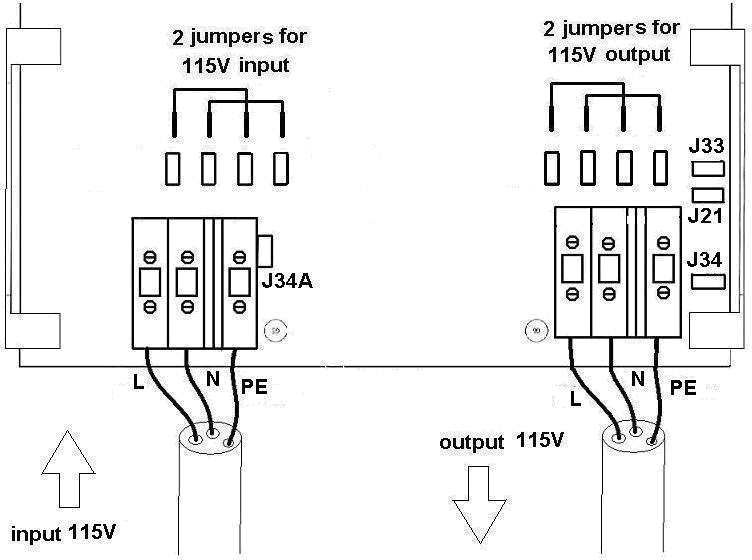 2 jumpers for
115V input
2 jumpers for
115V output
J33
J21
J34
J34A
L
N
PE
L
N
PE
input 115V
output 115V